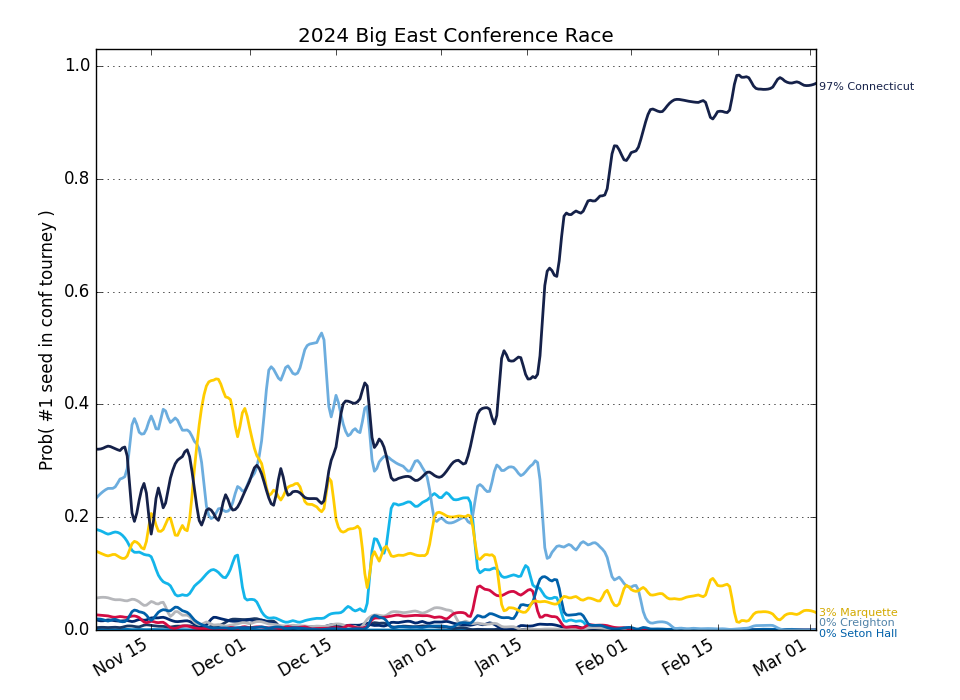 2024 Big East Conference Race
Prob( #1 seed in conf tourney )
1.0
0.8
0.6
0.4
0.2
0.0
Nov 15
Dec 01
Dec 15
Jan 01
Jan 15
Feb 01
Feb 15
Mar 01
97% Connecticut
3% Marquette
0% Creighton
0% Seton Hall